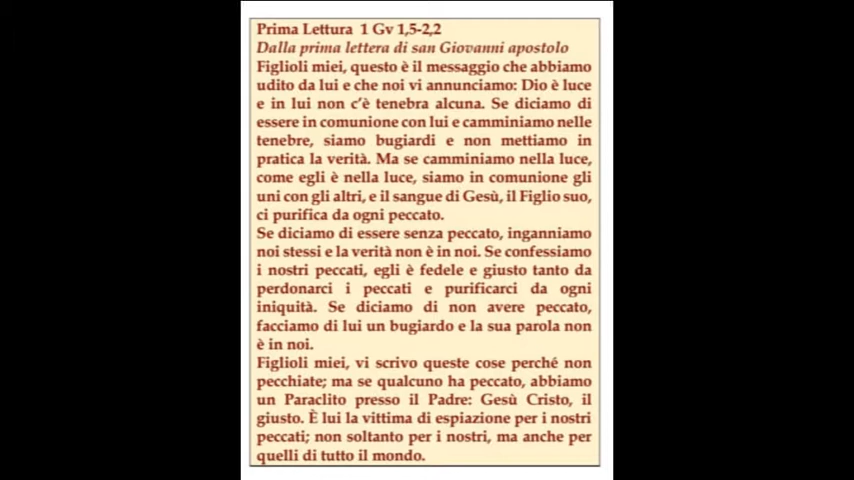 Prima Lettura 1 Gv 1,5-2,2
Dalla prima lettera di san Giovanni apostolo
Figlioli miei, questo è il messaggio che abbiamo
udito da lui e che noi vi annunciamo: Dio è luce
e in lui non c'è tenebra alcuna. Se diciamo di
essere in comunione con lui e camminiamo nelle
tenebre, siamo bugiardi e non mettiamo in
pratica la verità. Ma se camminiamo nella luce,
come egli è nella luce, siamo in comunione gli
uni con gli altri, e il sangue di Gesù, il Figlio suo,
ci purifica da ogni peccato.
Se diciamo di essere senza peccato, inganniamo
noi stessi e la verità non è in noi. Se confessiamo
i nostri peccati, egli è fedele e giusto tanto da
perdonarci i peccati e purificarci da ogni
iniquità. Se diciamo di non avere peccato,
facciamo di lui un bugiardo e la sua parola non
è in noi.
Figlioli miei, vi scrivo queste cose perché non
pecchiate; ma se qualcuno ha peccato, abbiamo
un Paraclito presso il Padre: Gesù Cristo, il
giusto. È lui la vittima di espiazione per i nostri
peccati; non soltanto per i nostri, ma anche per
quelli di tutto il mondo.